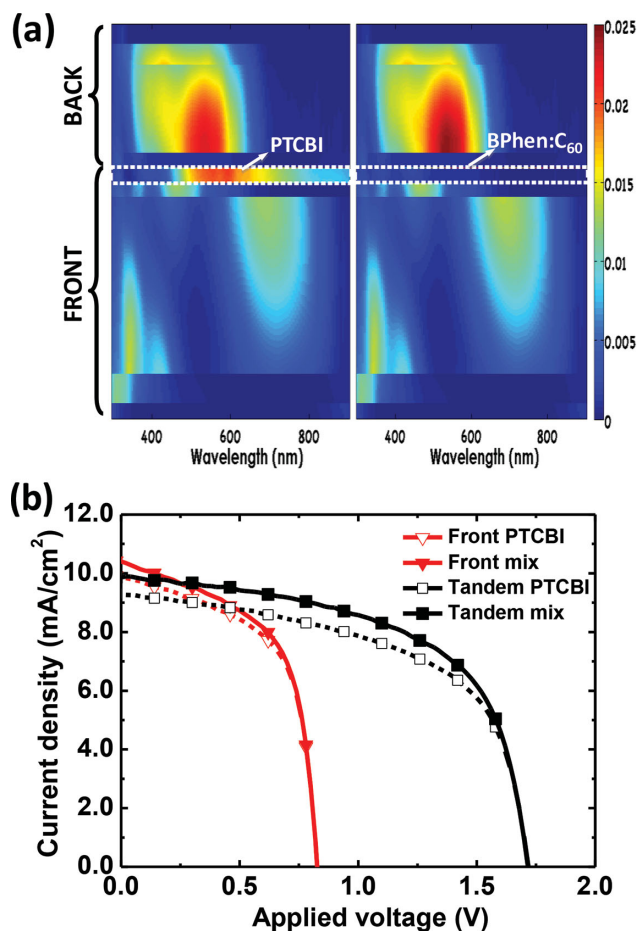 (a)
BACK
FRONT
PTCBI
BPhen:C60
0.025
0.02
0.015
0.01
0.005
0
400 600 800
400 600 800
Wavelength (nm)
Wavelength (nm)
(b)
12.0
10.0
8.0
6.0
4.0
2.0
0.0
Current density (mA/cm²)
Front PTCBI
Front mix
Tandem PTCBI
Tandem mix
0.0 0.5 1.0 1.5 2.0
Applied voltage (V)